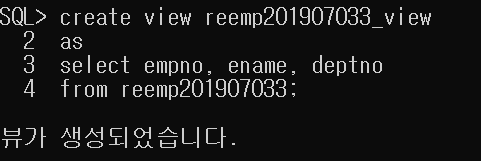 SQL> create view reemp201907033_view
2 as
3 select empno, ename, deptno
4 from reemp201907033;
뷰가 생성되었습니다.